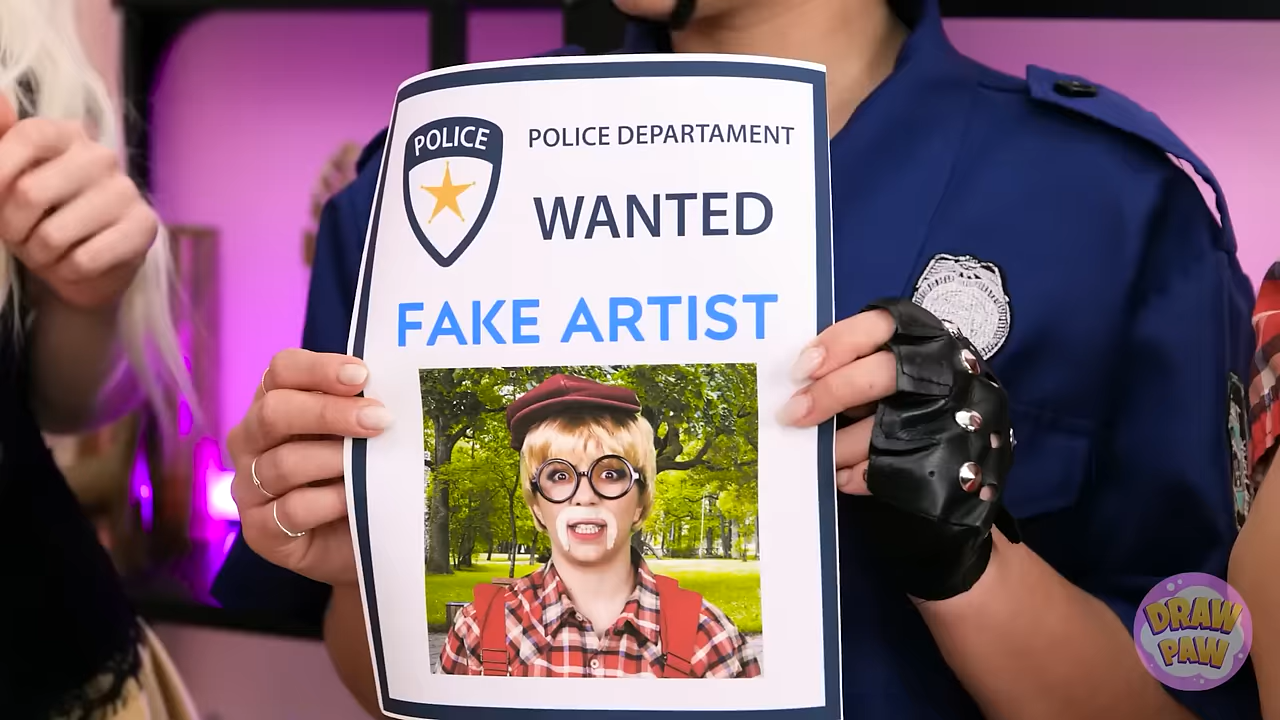 POLICE
POLICE DEPARTAMENT
WANTED
FAKE ARTIST
DRAW
PAW